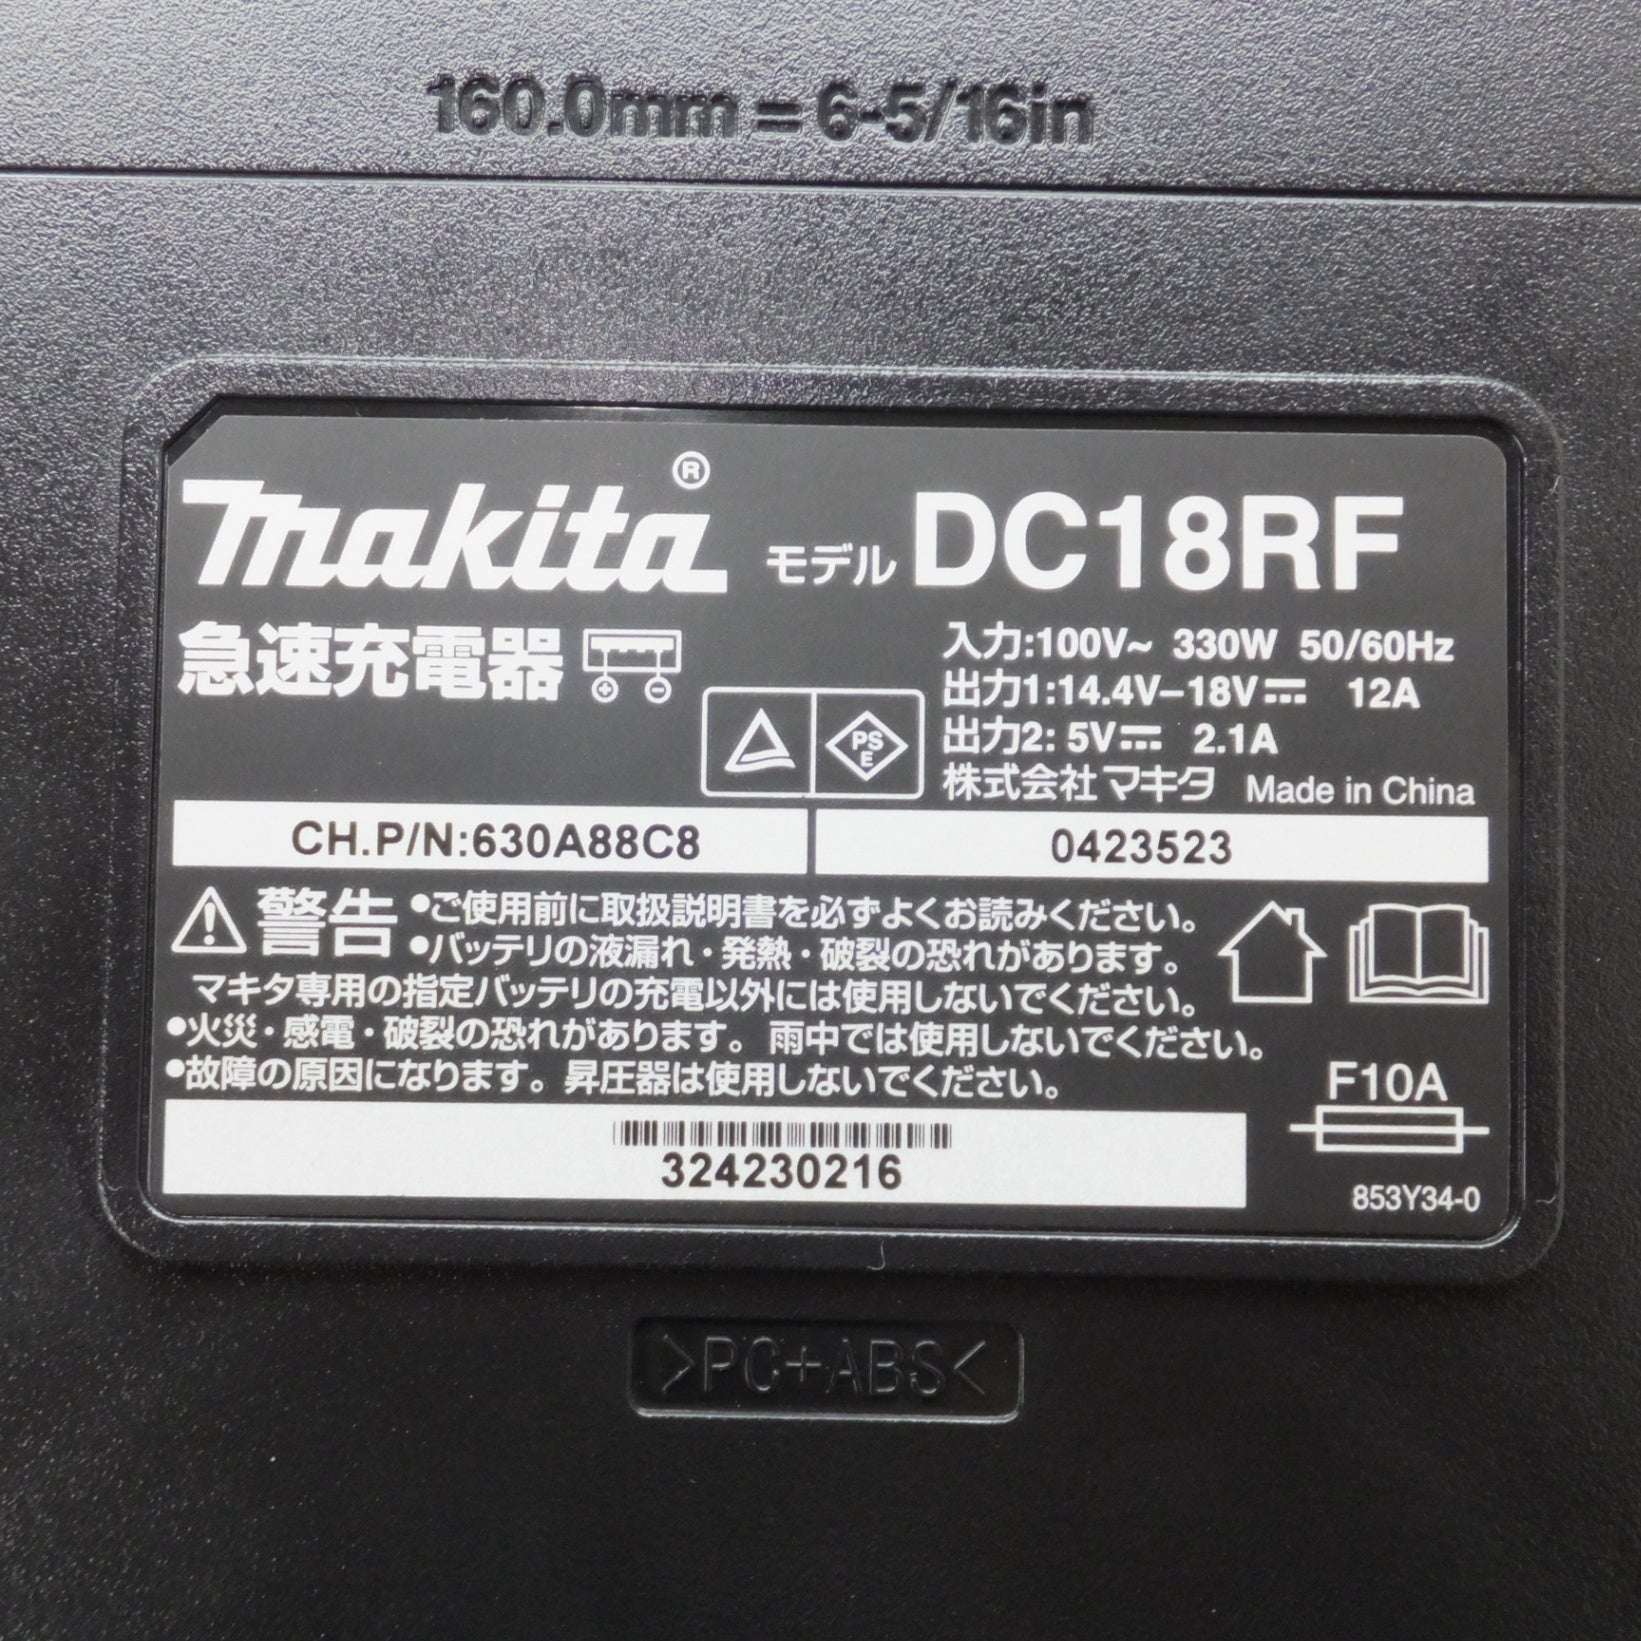 160.0mm = 6-5/16in
makita® モデル DC18RF
急速充電器
入力:100V~ 330W 50/60Hz
出力1:14.4V–18V⎓ 12A
出力2: 5V⎓ 2.1A
PS
E
株式会社 マキタ Made in China
CH.P/N:630A88C8
0423523
警告 •ご使用前に取扱説明書を必ずよくお読みください。
•バッテリの液漏れ・発熱・破裂の恐れがあります。
マキタ専用の指定バッテリの充電以外には使用しないでください。
•火災・感電・破裂の恐れがあります。雨中では使用しないでください。
•故障の原因になります。昇圧器は使用しないでください。
F10A
324230216
853Y34-0
>PC+ABS<